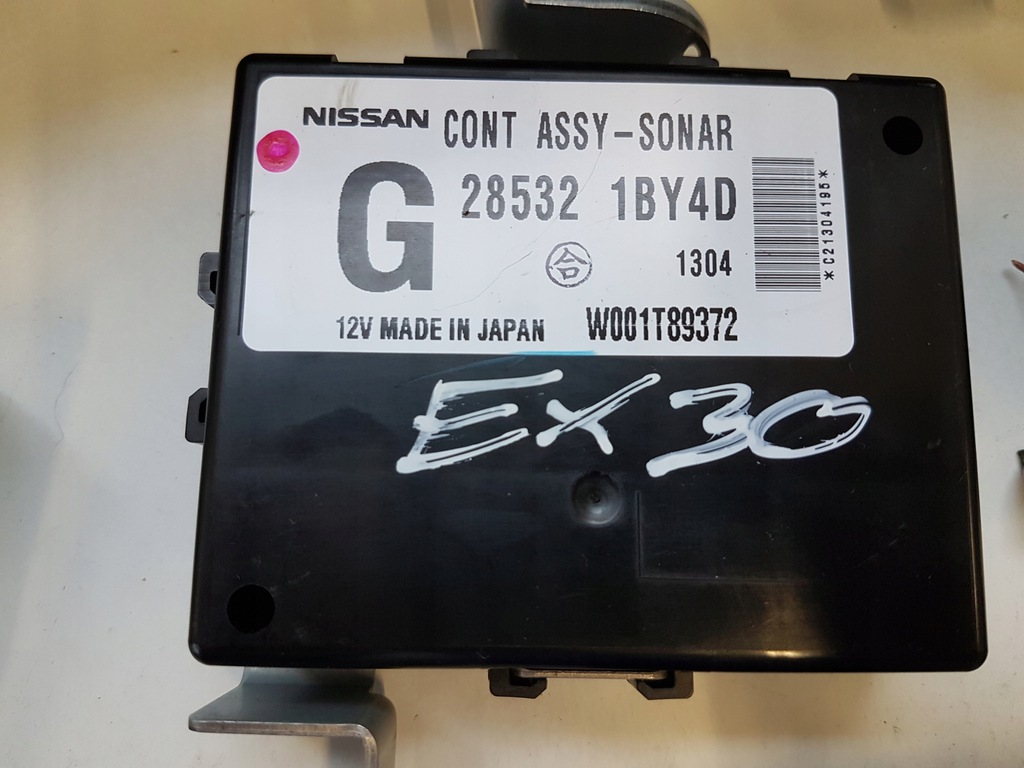 NISSAN CONT ASSY-SONAR
G 28532 1BY4D
合 1304
12V MADE IN JAPAN W001T89372
*C21304195*
EX30